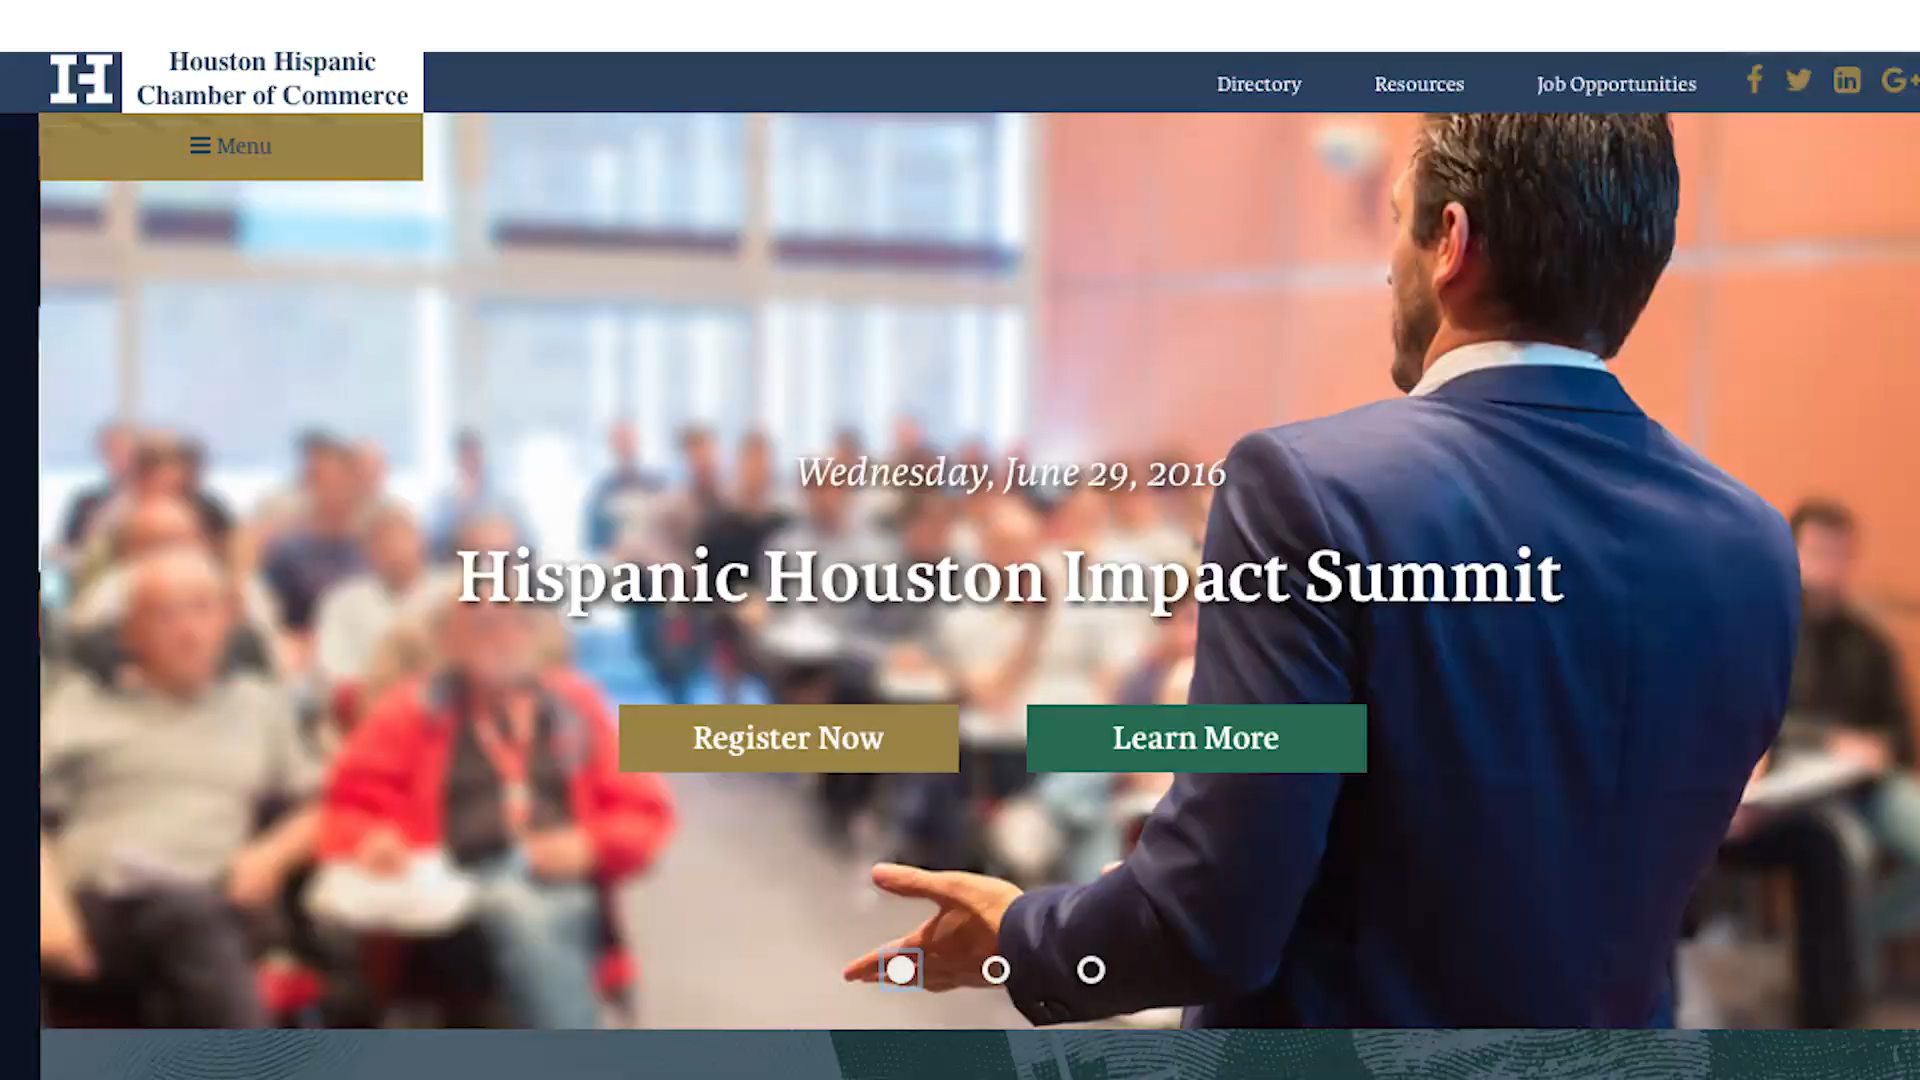 Houston Hispanic
Chamber of Commerce
Directory
Resources
Job Opportunities
Menu
Wednesday, June 29, 2016
Hispanic Houston Impact Summit
Register Now
Learn More